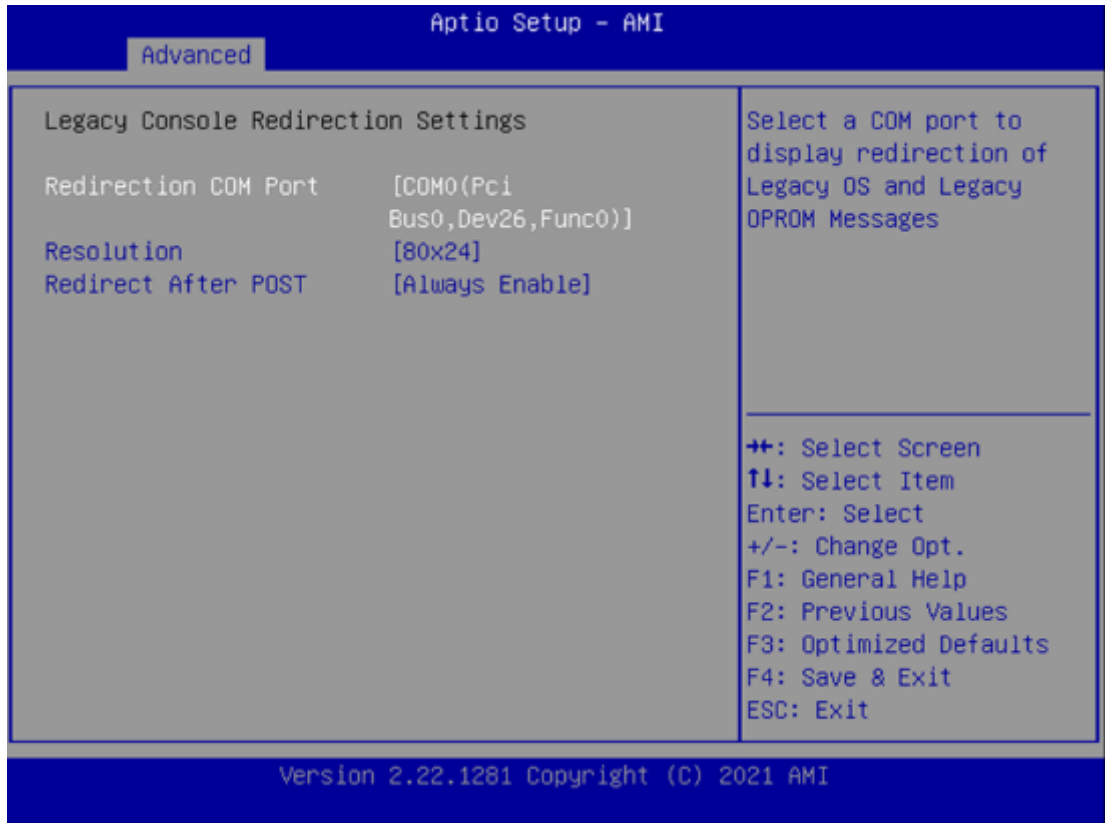 Aptio Setup – AMI
Advanced
Legacy Console Redirection Settings
Redirection COM Port [COM0(Pci
Bus0,Dev26,Func0)]
Resolution [80x24]
Redirect After POST [Always Enable]
Select a COM port to
display redirection of
Legacy OS and Legacy
OPROM Messages
→←: Select Screen
↑↓: Select Item
Enter: Select
+/-: Change Opt.
F1: General Help
F2: Previous Values
F3: Optimized Defaults
F4: Save & Exit
ESC: Exit
Version 2.22.1281 Copyright (C) 2021 AMI